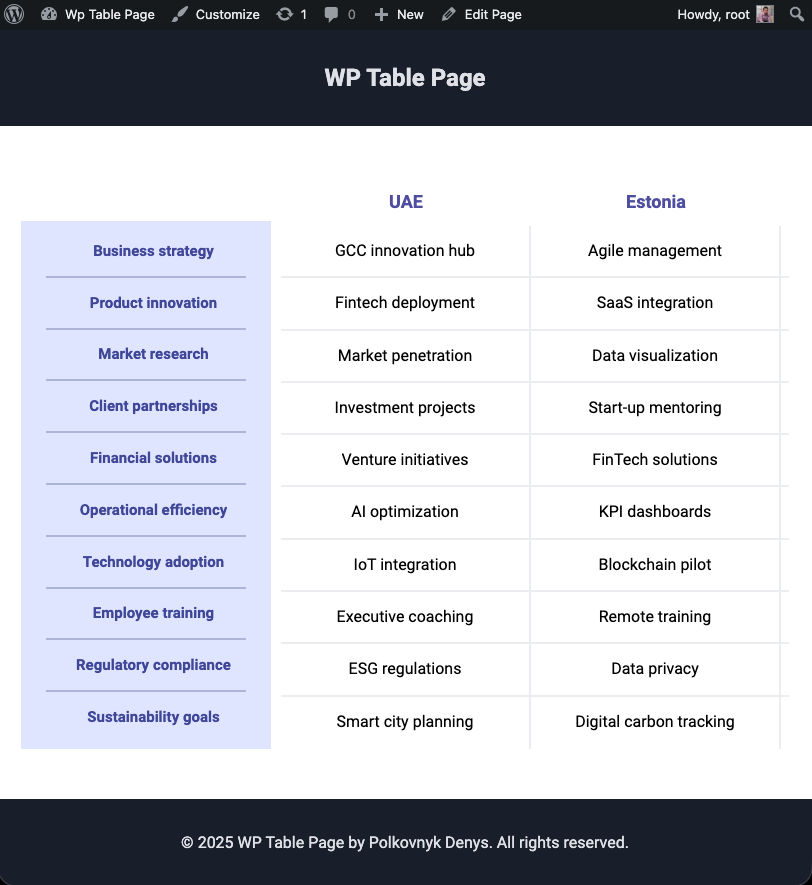 Wp Table Page Customize 1 0 New Edit Page Howdy, root
WP Table Page
UAE Estonia
Business strategy GCC innovation hub Agile management
Product innovation Fintech deployment SaaS integration
Market research Market penetration Data visualization
Client partnerships Investment projects Start-up mentoring
Financial solutions Venture initiatives FinTech solutions
Operational efficiency AI optimization KPI dashboards
Technology adoption IoT integration Blockchain pilot
Employee training Executive coaching Remote training
Regulatory compliance ESG regulations Data privacy
Sustainability goals Smart city planning Digital carbon tracking
© 2025 WP Table Page by Polkovnyk Denys. All rights reserved.